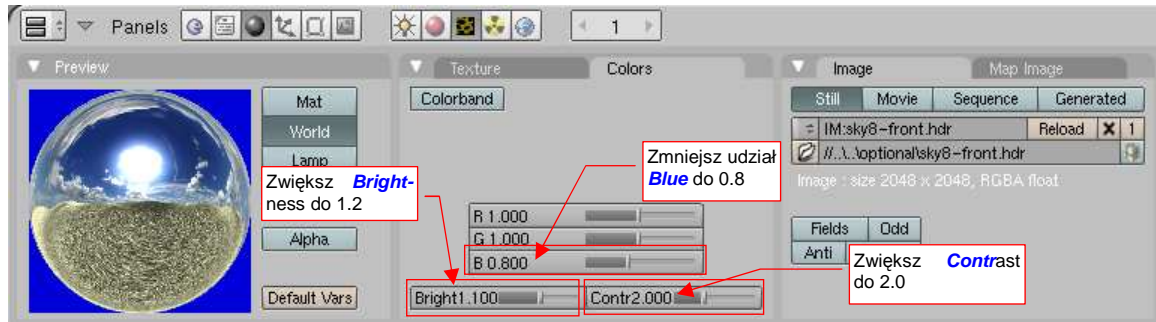 Panels
1
Preview
Mat
World
Lamp
Alpha
Default Vars
Zwiększ Bright-
ness do 1.2
Texture
Colors
Colorband
Zmniejsz udział
Blue do 0.8
R 1.000
G 1.000
B 0.800
Bright1.100
Contr2.000
Image
Map Image
Still
Movie
Sequence
Generated
IM:sky8-front.hdr
Reload
X
1
//..\..\optional\sky8-front.hdr
Image : size 2048 x 2048, RGBA float
Fields
Odd
Anti
Zwiększ Contrast
do 2.0